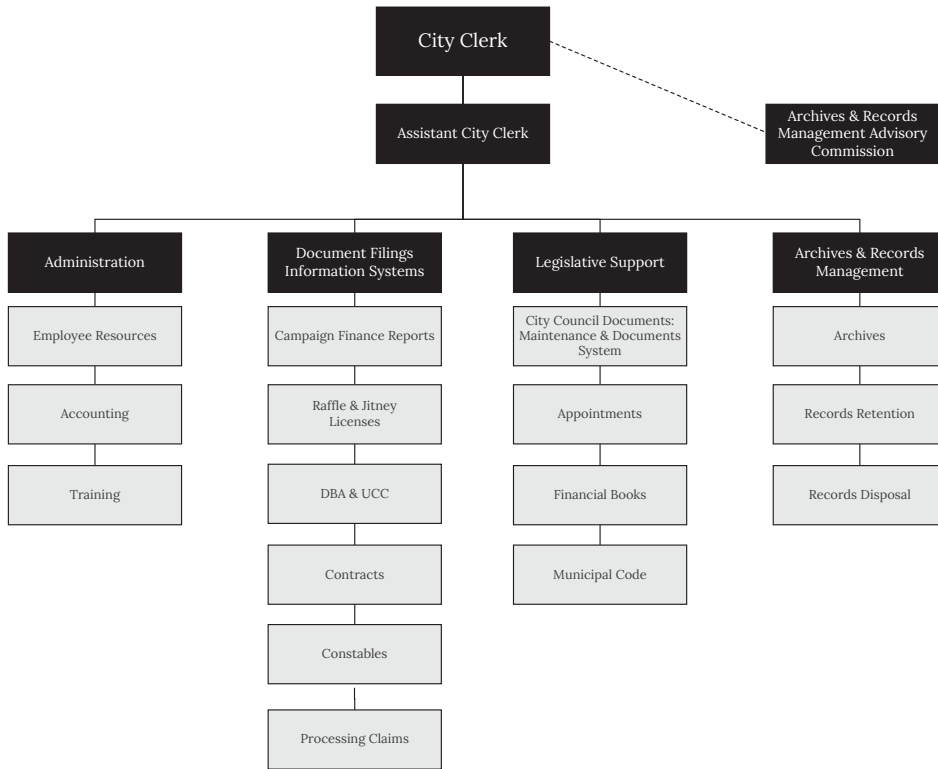 City Clerk
Assistant City Clerk
Archives & Records
Management Advisory
Commission
Administration
Employee Resources
Accounting
Training
Document Filings
Information Systems
Campaign Finance Reports
Raffle & Jitney
Licenses
DBA & UCC
Contracts
Constables
Processing Claims
Legislative Support
City Council Documents:
Maintenance & Documents
System
Appointments
Financial Books
Municipal Code
Archives & Records
Management
Archives
Records Retention
Records Disposal